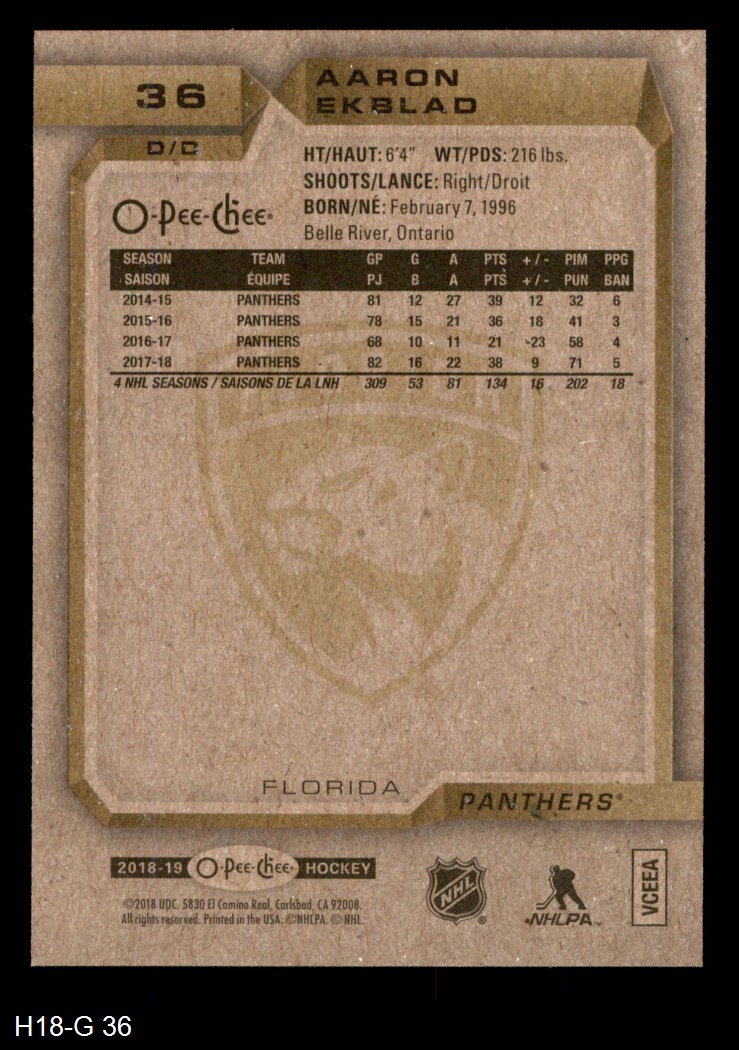 36
AARON
EKBLAD
D/D
HT/HAUT: 6'4" WT/PDS: 216 lbs.
SHOOTS/LANCE: Right/Droit
BORN/NÉ: February 7, 1996
Belle River, Ontario
O-Pee-Chee
SEASON TEAM GP G A PTS +/- PIM PPG
SAISON ÉQUIPE PJ B A PTS +/- PUN BAN
2014-15 PANTHERS 81 12 27 39 12 32 6
2015-16 PANTHERS 78 15 21 36 18 41 3
2016-17 PANTHERS 68 10 11 21 -23 58 4
2017-18 PANTHERS 82 16 22 38 9 71 5
4 NHL SEASONS / SAISONS DE LA LNH 309 53 81 134 16 202 18
FLORIDA
PANTHERS®
2018-19 O-Pee-Chee HOCKEY
©2018 UDC, 5830 El Camino Real, Carlsbad, CA 92008.
All rights reserved. Printed in the USA. ©NHLPA. © NHL.
NHL®
NHLPA™
VCEEA
H18-G 36